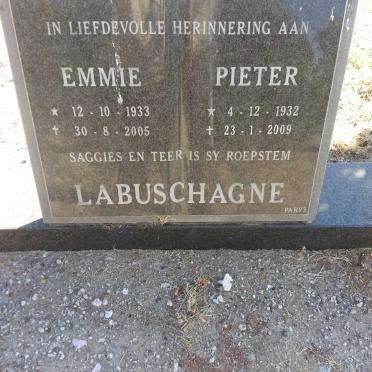 IN LIEFDEVOLLE HERINNERING AAN
EMMIE PIETER
★ 12 - 10 - 1933 ★ 4 - 12 - 1932
✝ 30 - 8 - 2005 ✝ 23 - 1 - 2009
SAGGIES EN TEER IS SY ROEPSTEM
LABUSCHAGNE
PARYS